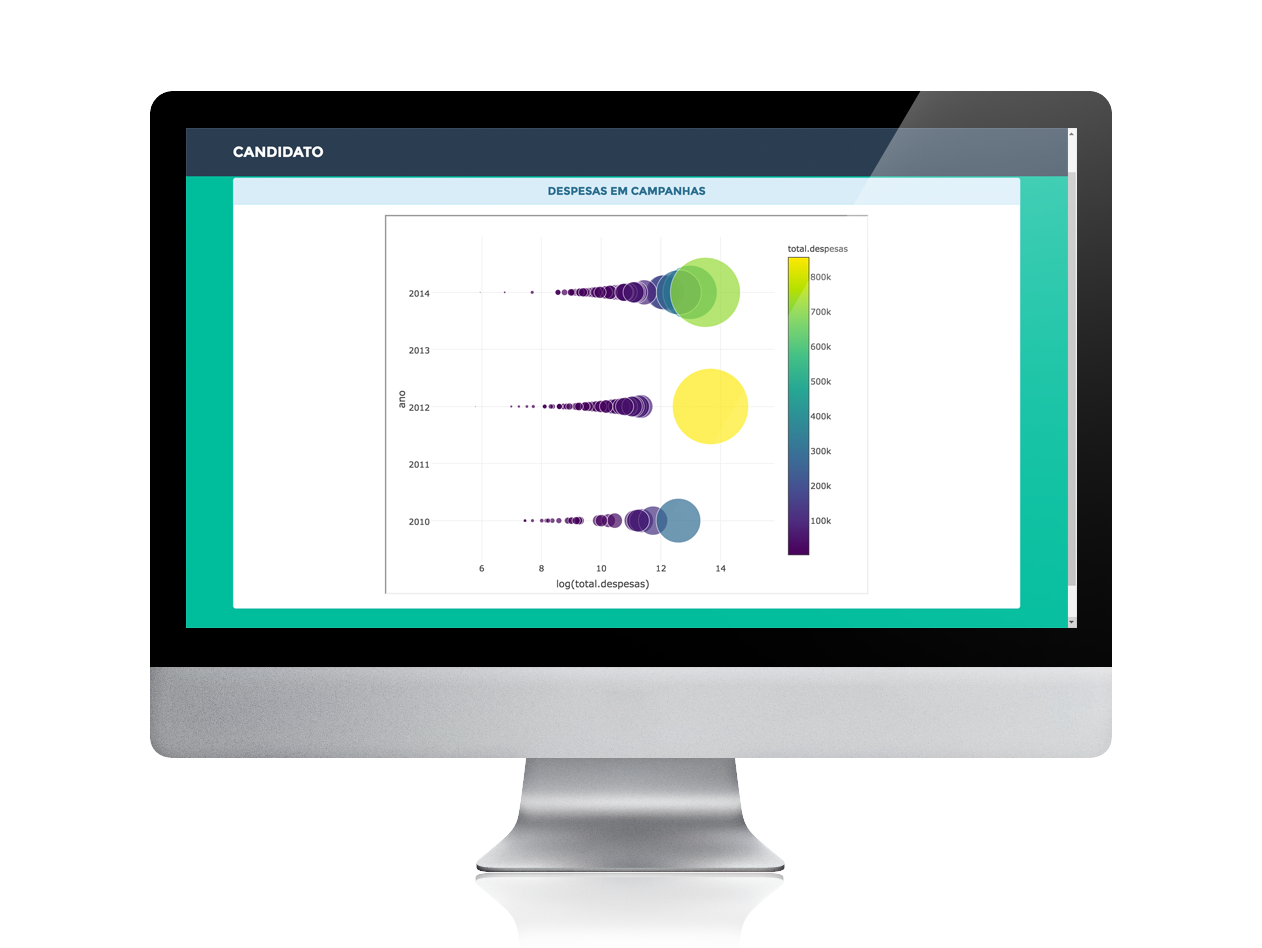 CANDIDATO
DESPESAS EM CAMPANHAS
total.despesas
800k
700k
600k
500k
400k
300k
200k
100k
2014
2013
2012
2011
2010
ano
6 8 10 12 14
log(total.despesas)